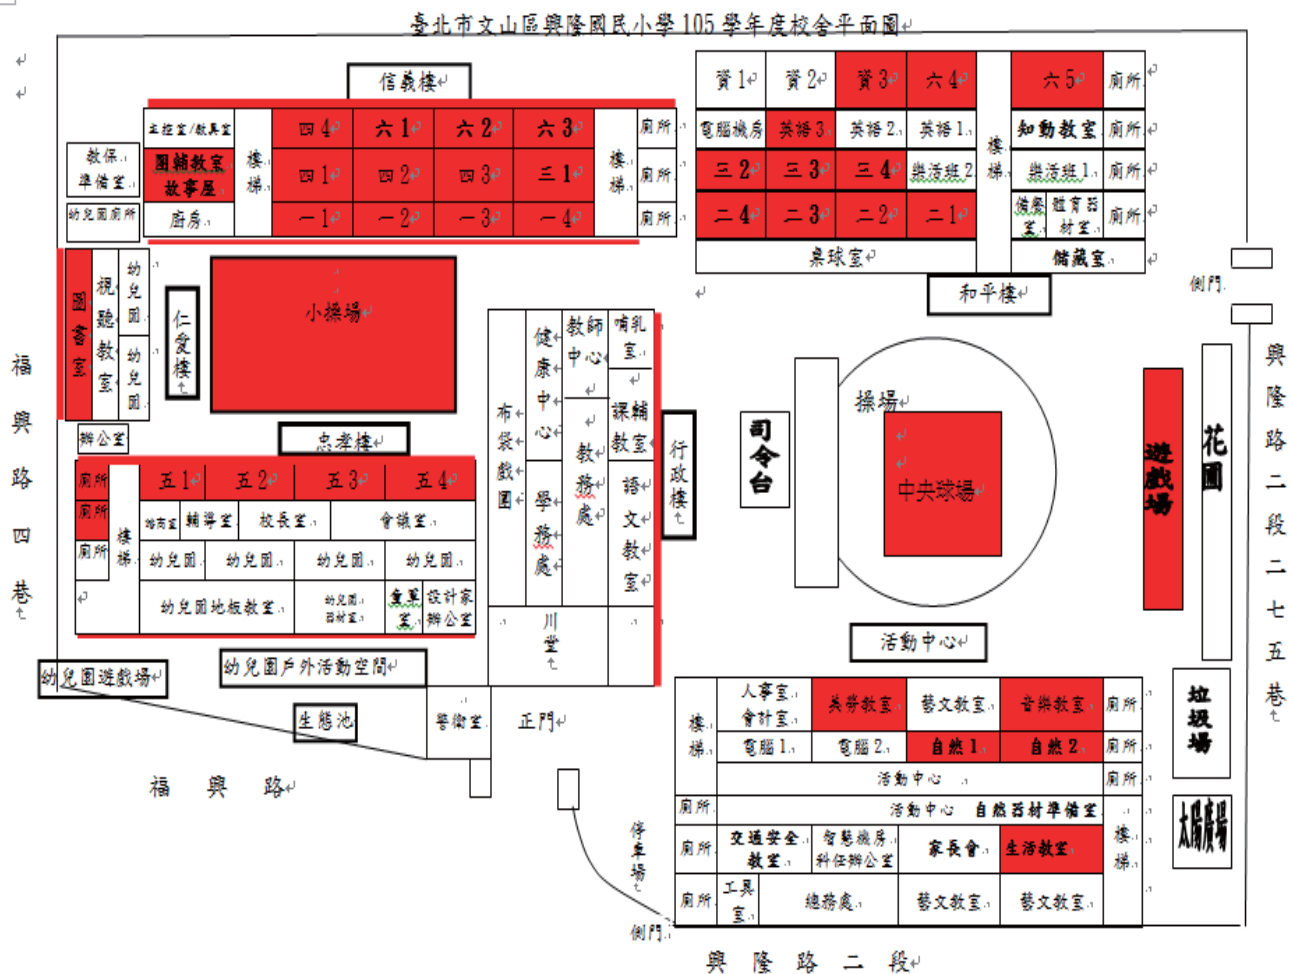 臺北市文山區興隆國民小學 105 學年度校舍平面圖
信義樓
主控室/教具室 樓梯 四4 六1 六2 六3 樓梯 廁所
團輔教室 故事屋 四1 四2 四3 三1 廁所
廚房 一1 一2 一3 一4 廁所
教保準備室
幼兒園廁所
資1 資2 資3 六4 樓梯 六5 廁所
電腦機房 英語3 英語2 英語1 知動教室 廁所
三2 三3 三4 樂活班2 樂活班1 廁所
二4 二3 二2 二1 備餐室 體育器材室 廁所
桌球室 儲藏室
和平樓
側門
圖書室
視聽教室
幼兒園
幼兒園
仁愛樓
小操場
辦公室
忠孝樓
廁所 五1 五2 五3 五4
廁所 樓梯 諮商室 輔導室 校長室 會議室
廁所 幼兒園 幼兒園 幼兒園 幼兒園
幼兒園地板教室 幼兒園器材室 童軍室 設計家辦公室
布袋戲團
健康中心
學務處
教師中心
教務處
哺乳室
課輔教室
語文教室
川堂
行政樓
司令台
操場
中央球場
遊戲場
花圃
福興路四巷
興隆路二段二七五巷
幼兒園遊戲場
幼兒園戶外活動空間
生態池
警衛室
正門
福興路
活動中心
樓梯 人事室 會計室 美勞教室 藝文教室 音樂教室 廁所
電腦1 電腦2 自然1 自然2 廁所
活動中心 廁所
廁所 活動中心 自然器材準備室 樓梯
廁所 交通安全教室 智慧機房 科任辦公室 家長會 生活教室
廁所 工具室 總務處 藝文教室 藝文教室
垃圾場
太陽廣場
停車場
側門
興隆路二段